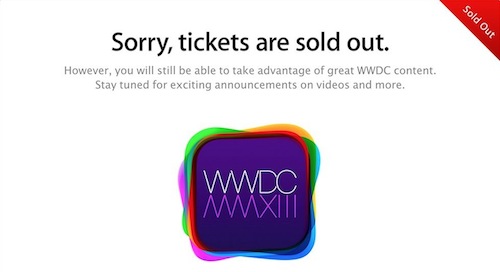 Sold Out
Sorry, tickets are sold out.
However, you will still be able to take advantage of great WWDC content.
Stay tuned for exciting announcements on videos and more.
WWDC
MMXIII